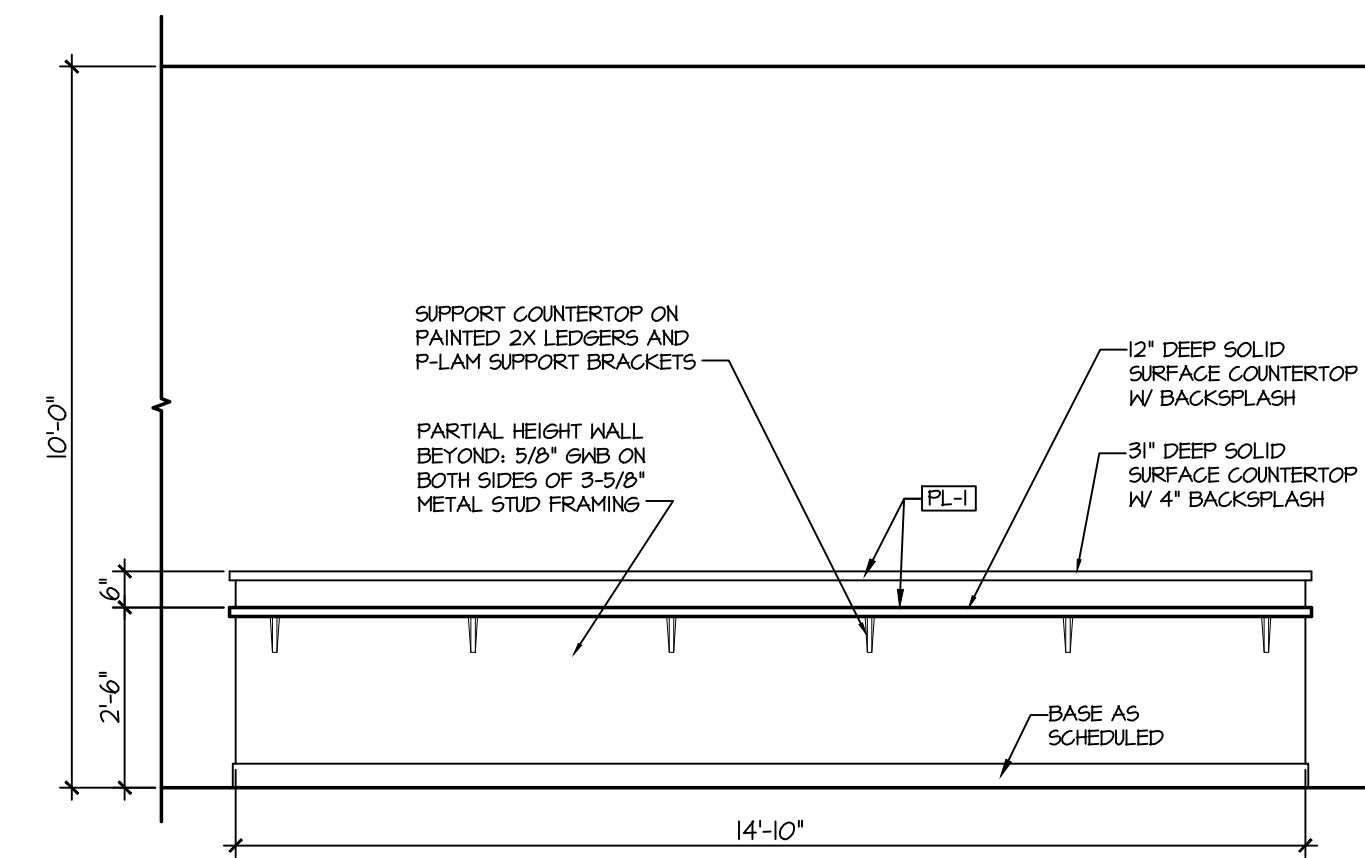 10'-0"
SUPPORT COUNTERTOP ON
PAINTED 2X LEDGERS AND
P-LAM SUPPORT BRACKETS
PARTIAL HEIGHT WALL
BEYOND: 5/8" GWB ON
BOTH SIDES OF 3-5/8"
METAL STUD FRAMING
12" DEEP SOLID
SURFACE COUNTERTOP
W/ BACKSPLASH
31" DEEP SOLID
SURFACE COUNTERTOP
W/ 4" BACKSPLASH
PL-1
6"
2'-6"
BASE AS
SCHEDULED
14'-10"